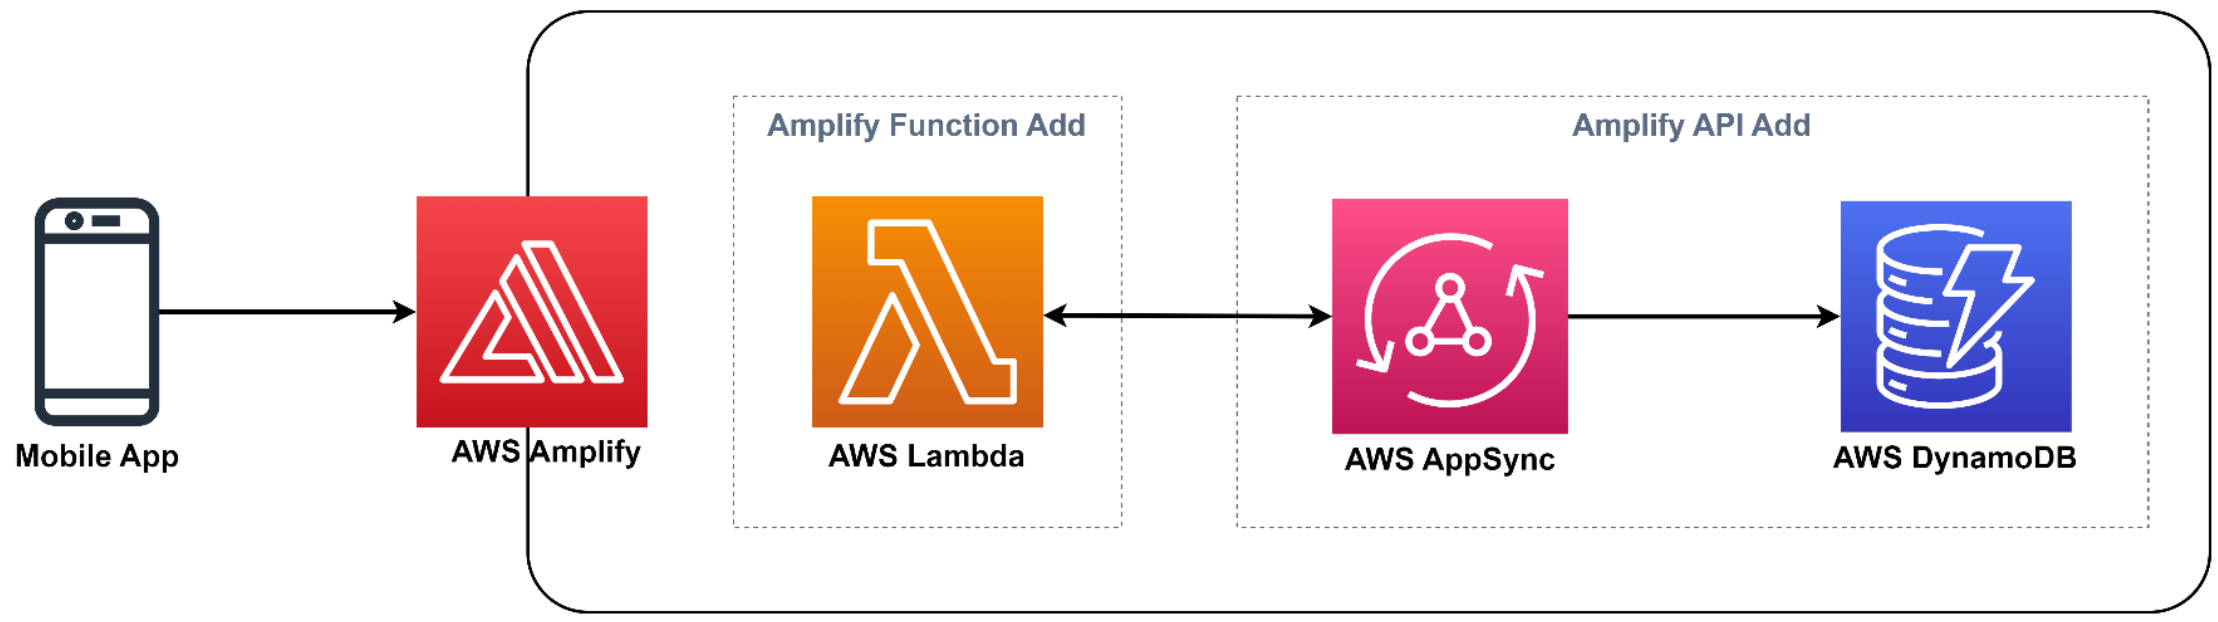 Amplify Function Add
Amplify API Add
Mobile App
AWS Amplify
AWS Lambda
AWS AppSync
AWS DynamoDB